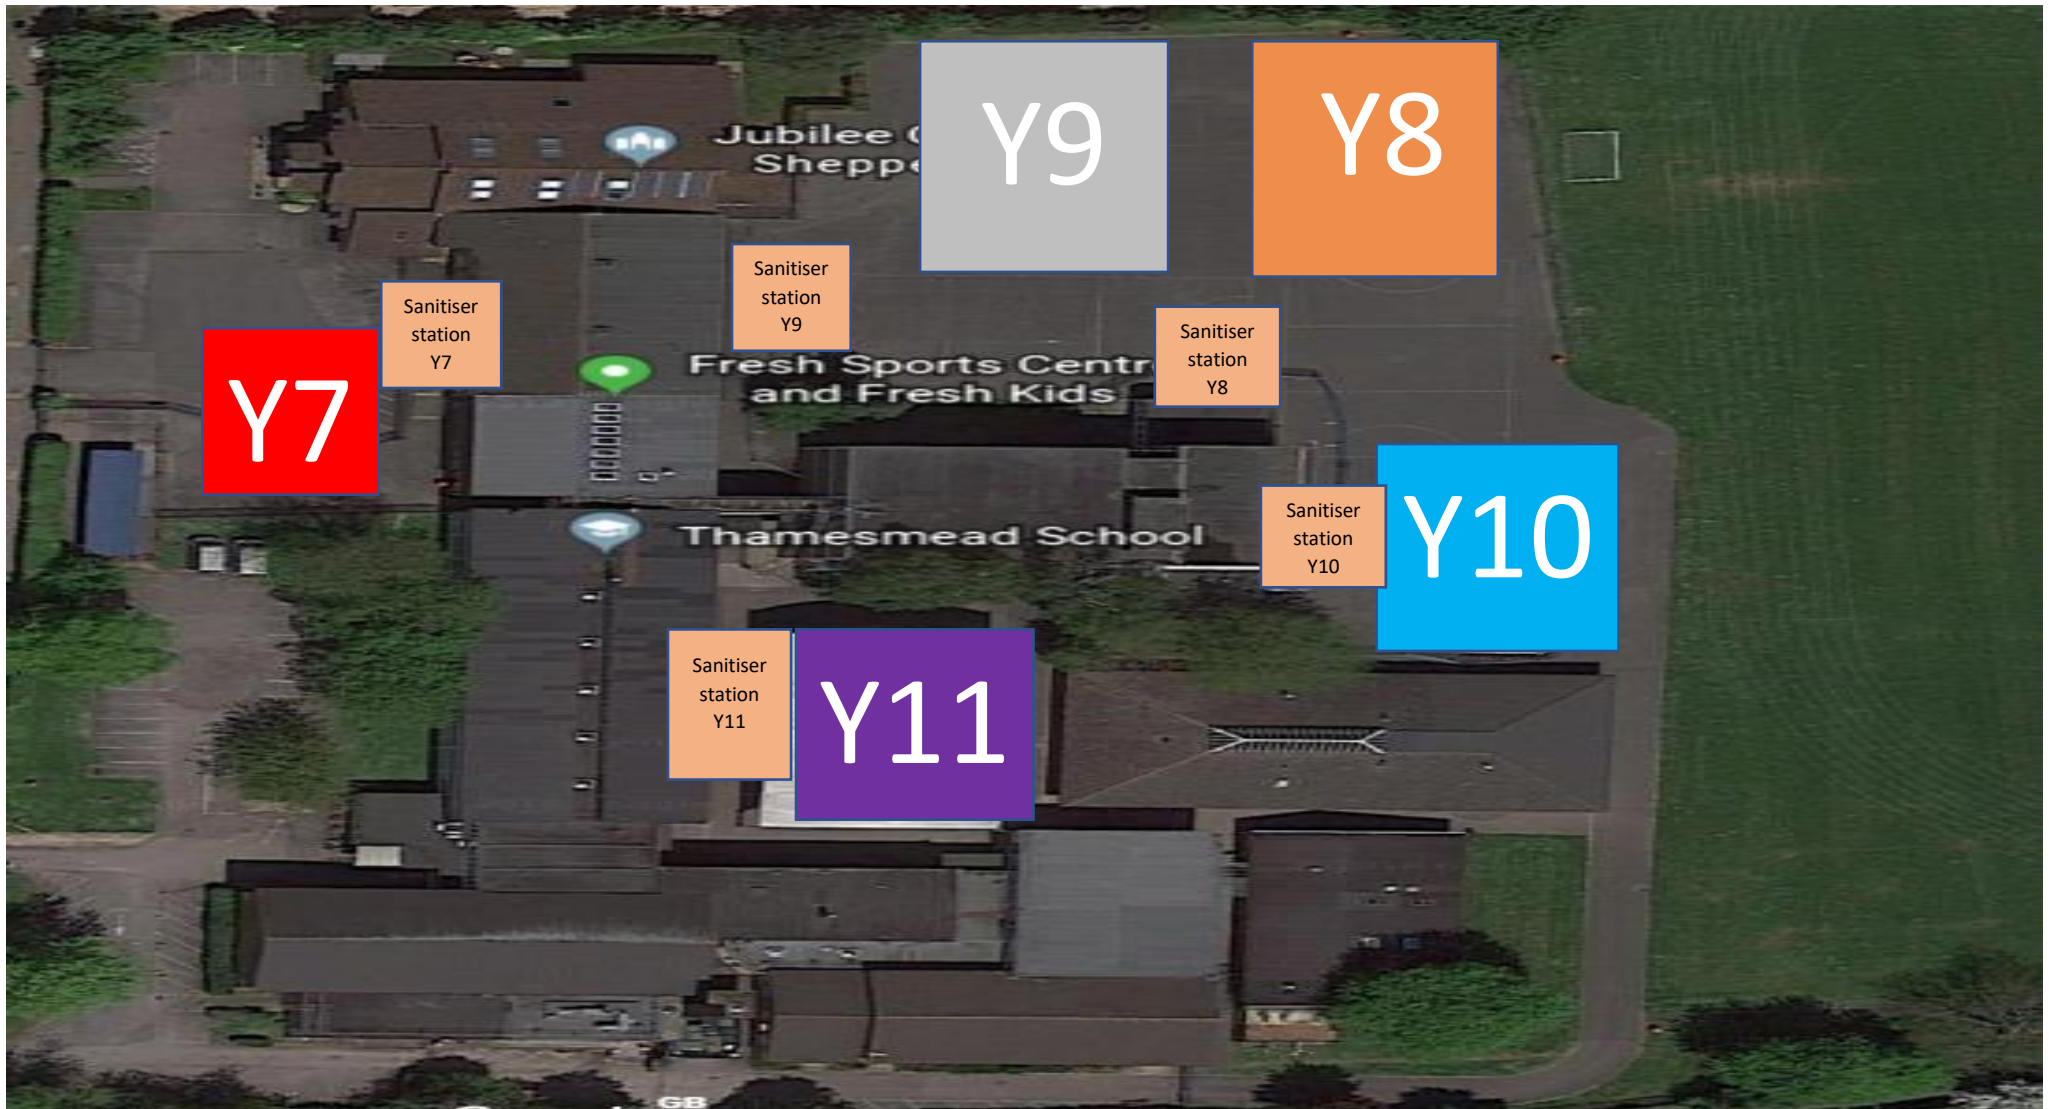 Y9
Y8
Jubilee
Sheppe
Sanitiser
station
Y9
Sanitiser
station
Y7
Sanitiser
station
Y8
Y7
Fresh Sports Centr
and Fresh Kids
Y10
Sanitiser
station
Y10
Thamesmead School
Sanitiser
station
Y11
Y11
GB